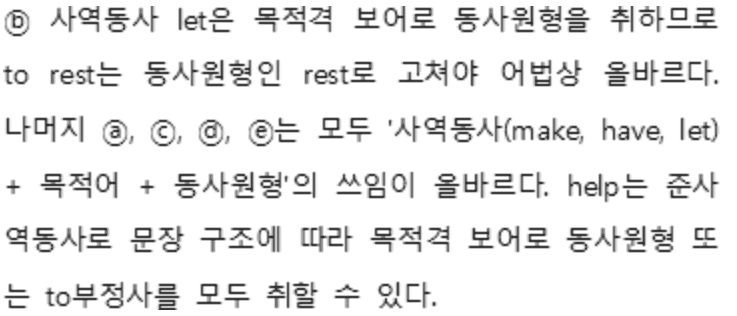 ⓑ 사역동사 let은 목적격 보어로 동사원형을 취하므로
to rest는 동사원형인 rest로 고쳐야 어법상 올바르다.
나머지 ⓐ, ⓒ, ⓓ, ⓔ는 모두 '사역동사(make, have, let)
+ 목적어 + 동사원형'의 쓰임이 올바르다. help는 준사
역동사로 문장 구조에 따라 목적격 보어로 동사원형 또
는 to부정사를 모두 취할 수 있다.